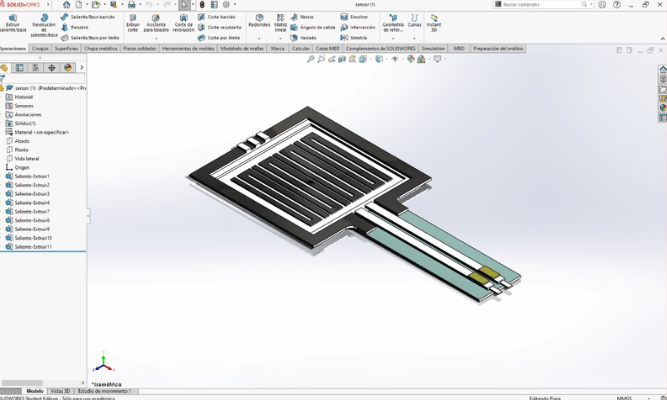 SOLIDWORKS
sensor (1)
Buscar comandos
Extruir saliente/base
Revolución de saliente/base
Saliente/Base barrido
Recubrir
Saliente/Base por límite
Extruir corte
Asistente para taladro
Corte de revolución
Corte barrido
Corte recubierto
Corte por límite
Redondeo
Matriz lineal
Nervio
Ángulo de salida
Vaciado
Envolver
Intersección
Simetría
Geometría de refer...
Curvas
Instant 3D
Operaciones
Croquis
Superficies
Chapa metálica
Piezas soldadas
Herramientas de moldes
Modelado de mallas
Marca
Calcular
Cotas MBD
Complementos de SOLIDWORKS
Simulation
MBD
Preparación del análisis
sensor (1) (Predeterminado<<Pre
Historial
Sensores
Anotaciones
Sólidos(1)
Material <sin especificar>
Alzado
Planta
Vista lateral
Origen
Saliente-Extruir1
Saliente-Extruir2
Saliente-Extruir3
Saliente-Extruir4
Saliente-Extruir7
Saliente-Extruir8
Saliente-Extruir9
Saliente-Extruir10
Saliente-Extruir11
*Isométrica
Modelo
Vistas 3D
Estudio de movimiento 1
SOLIDWORKS Student Edition - Sólo para uso académico
Editando Pieza
MMGS